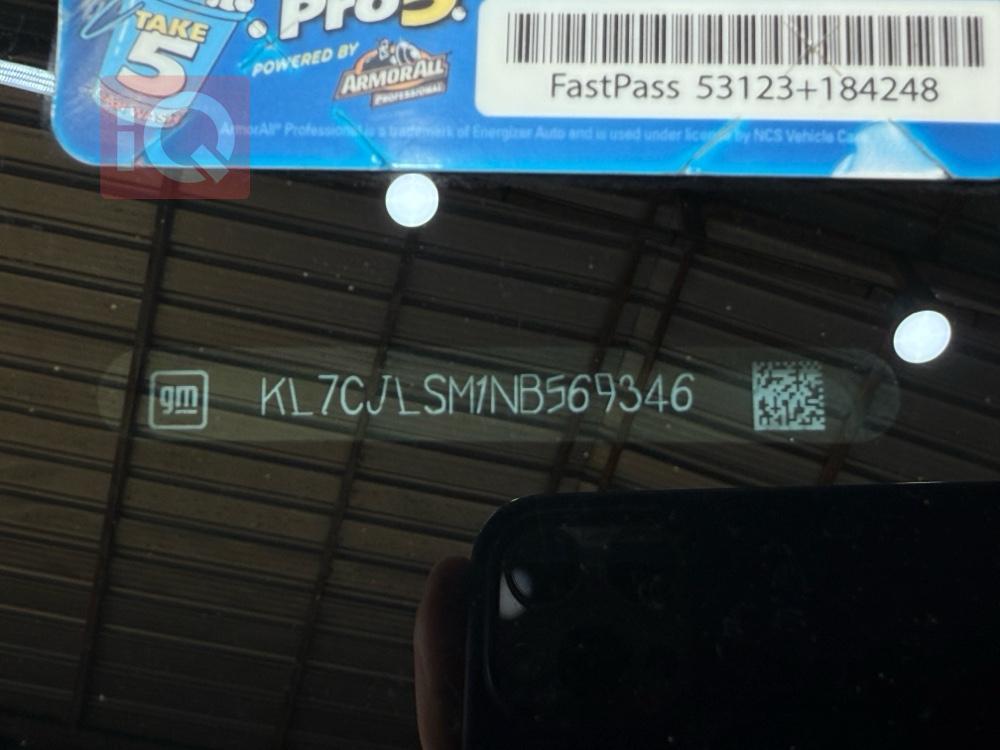 Pro5.
TAKE
5
POWERED BY
ARMORALL
PROFESSIONAL
FastPass 53123+184248
ArmorAll® Professional is a trademark of Energizer Auto and is used under license by NCS Vehicle
iQ
gm KL7CJLSM1NB569346